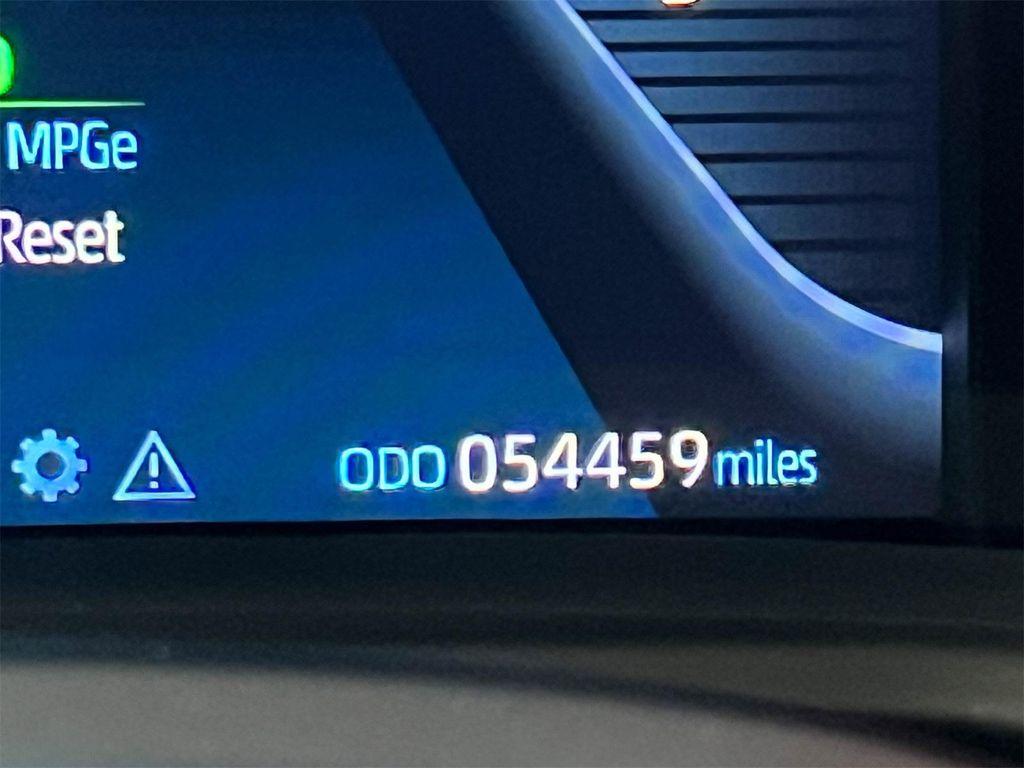 MPGe
Reset
ODO 054459 miles